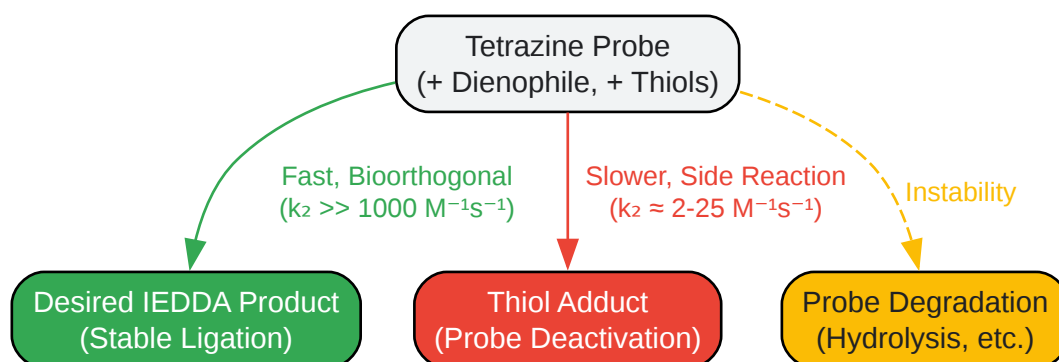 Tetrazine Probe
(+ Dienophile, + Thiols)
Fast, Bioorthogonal
(k₂ >> 1000 M⁻¹s⁻¹)
Slower, Side Reaction
(k₂ ≈ 2-25 M⁻¹s⁻¹)
Instability
Desired IEDDA Product
(Stable Ligation)
Thiol Adduct
(Probe Deactivation)
Probe Degradation
(Hydrolysis, etc.)